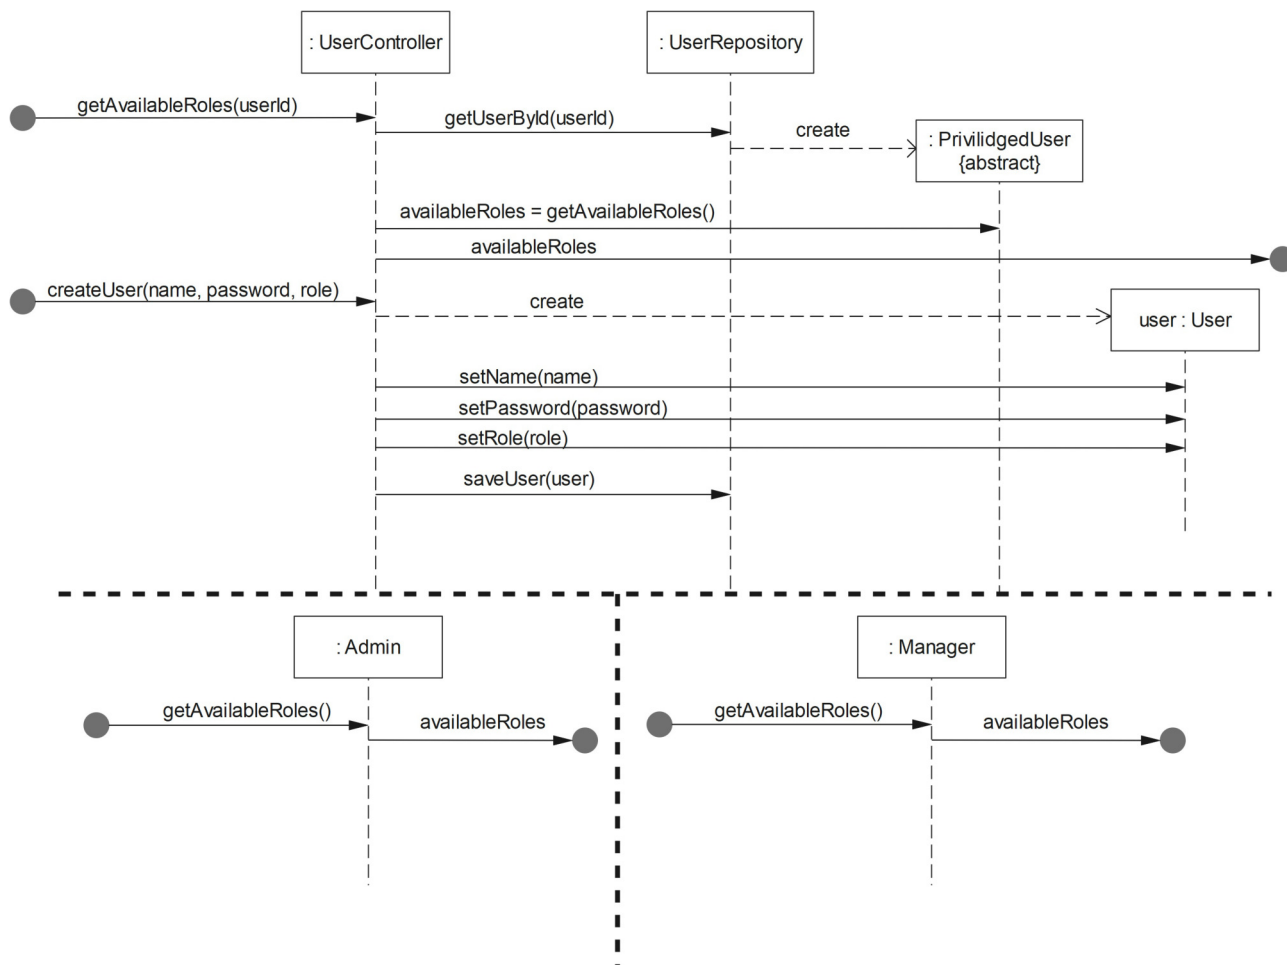 : UserController
: UserRepository
getAvailableRoles(userId)
getUserById(userId)
create
: PrivilidgedUser
{abstract}
availableRoles = getAvailableRoles()
availableRoles
createUser(name, password, role)
create
user : User
setName(name)
setPassword(password)
setRole(role)
saveUser(user)
: Admin
getAvailableRoles()
availableRoles
: Manager
getAvailableRoles()
availableRoles